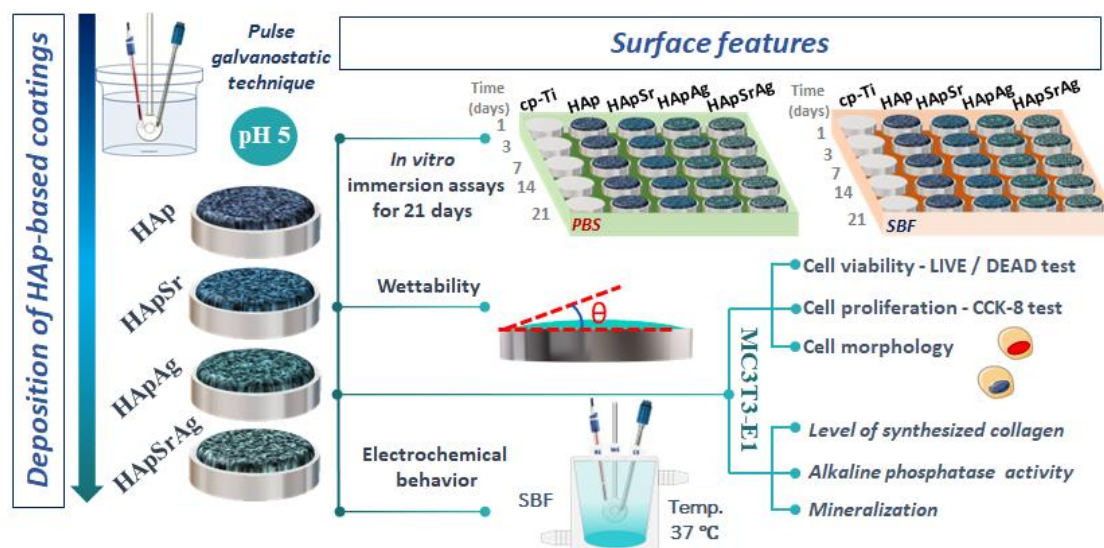 Deposition of HAp-based coatings
Pulse
galvanostatic
technique
pH 5
HAp
HApSr
HApAg
HApSrAg
Surface features
Time
(days)
cp-Ti
HAp
HApSr
HApAg
HApSrAg
1
3
7
14
21
PBS
Time
(days)
cp-Ti
HAp
HApSr
HApAg
HApSrAg
1
3
7
14
21
SBF
In vitro
immersion assays
for 21 days
Wettability
θ
Electrochemical
behavior
SBF
RE
WE
CE
Temp.
37 °C
MC3T3-E1
Cell viability - LIVE / DEAD test
Cell proliferation - CCK-8 test
Cell morphology
Level of synthesized collagen
Alkaline phosphatase activity
Mineralization